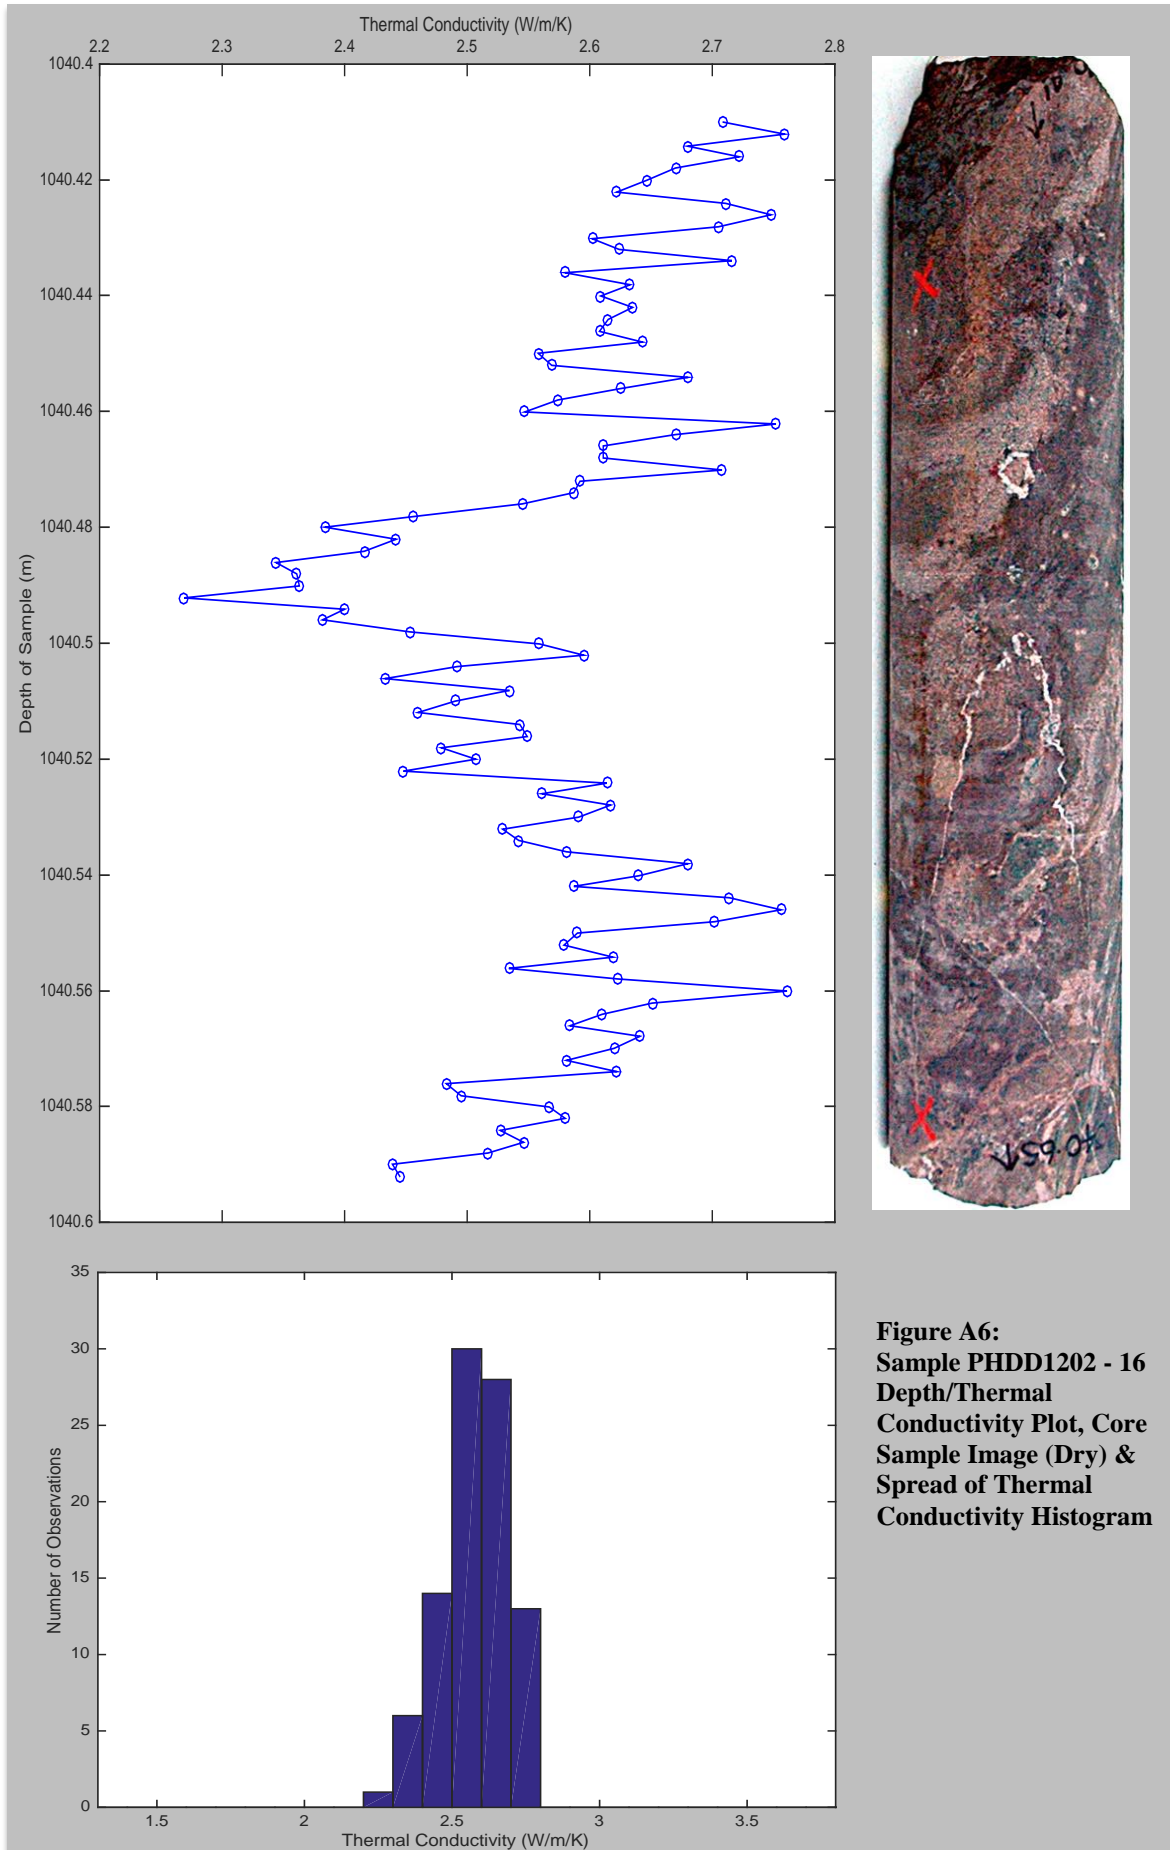 Thermal Conductivity (W/m/K)
2.2 2.3 2.4 2.5 2.6 2.7 2.8
Depth of Sample (m)
1040.4
1040.42
1040.44
1040.46
1040.48
1040.5
1040.52
1040.54
1040.56
1040.58
1040.6
Number of Observations
35
30
25
20
15
10
5
0
1.5 2 2.5 3 3.5
Thermal Conductivity (W/m/K)
Figure A6:
Sample PHDD1202 - 16
Depth/Thermal
Conductivity Plot, Core
Sample Image (Dry) &
Spread of Thermal
Conductivity Histogram